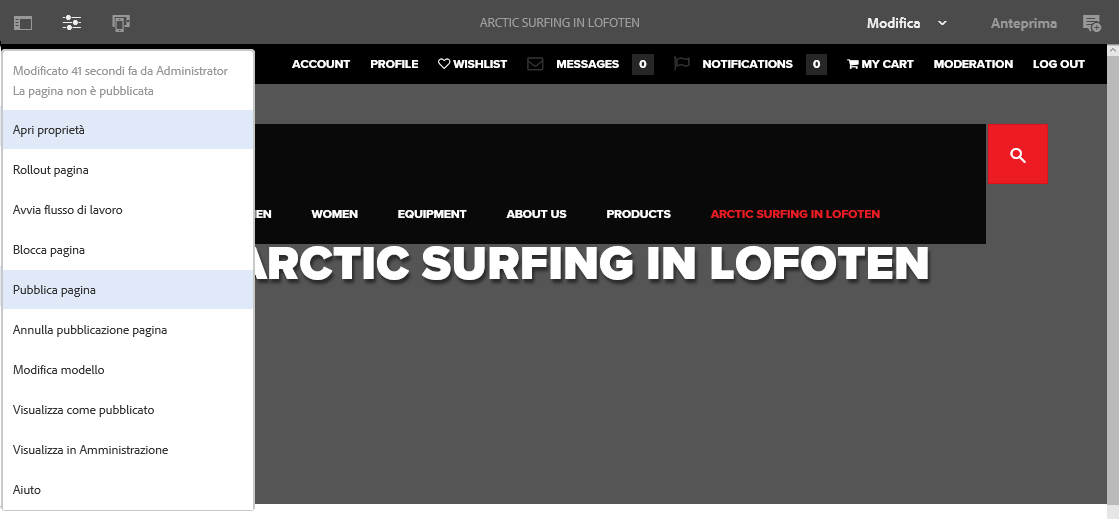 ARCTIC SURFING IN LOFOTEN
Modifica
Anteprima
Modificato 41 secondi fa da Administrator
La pagina non è pubblicata
Apri proprietà
Rollout pagina
Avvia flusso di lavoro
Blocca pagina
Pubblica pagina
Annulla pubblicazione pagina
Modifica modello
Visualizza come pubblicato
Visualizza in Amministrazione
Aiuto
ACCOUNT PROFILE WISHLIST MESSAGES 0 NOTIFICATIONS 0 MY CART MODERATION LOG OUT
EN WOMEN EQUIPMENT ABOUT US PRODUCTS ARCTIC SURFING IN LOFOTEN
ARCTIC SURFING IN LOFOTEN